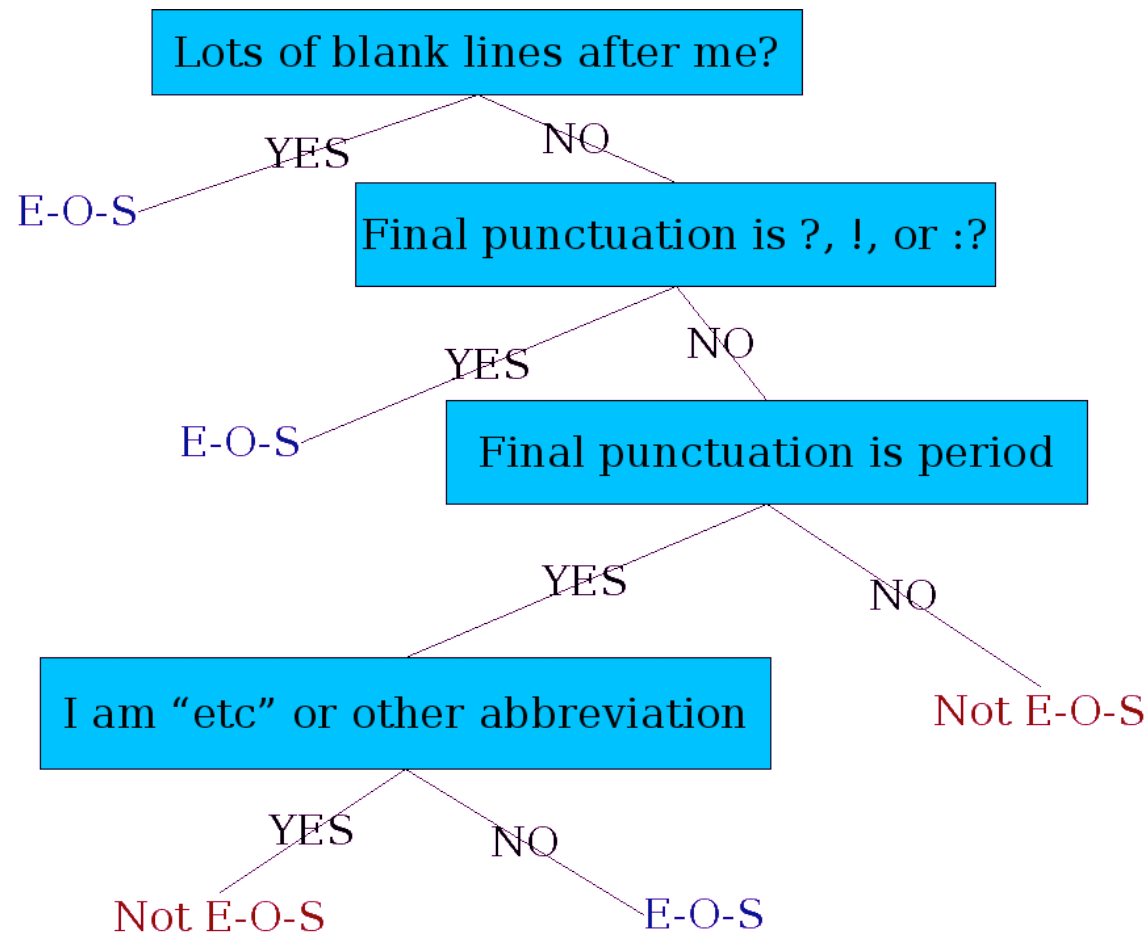 Lots of blank lines after me?
YES
NO
E-O-S
Final punctuation is ?, !, or :?
YES
NO
E-O-S
Final punctuation is period
YES
NO
I am “etc” or other abbreviation
Not E-O-S
YES
NO
Not E-O-S
E-O-S